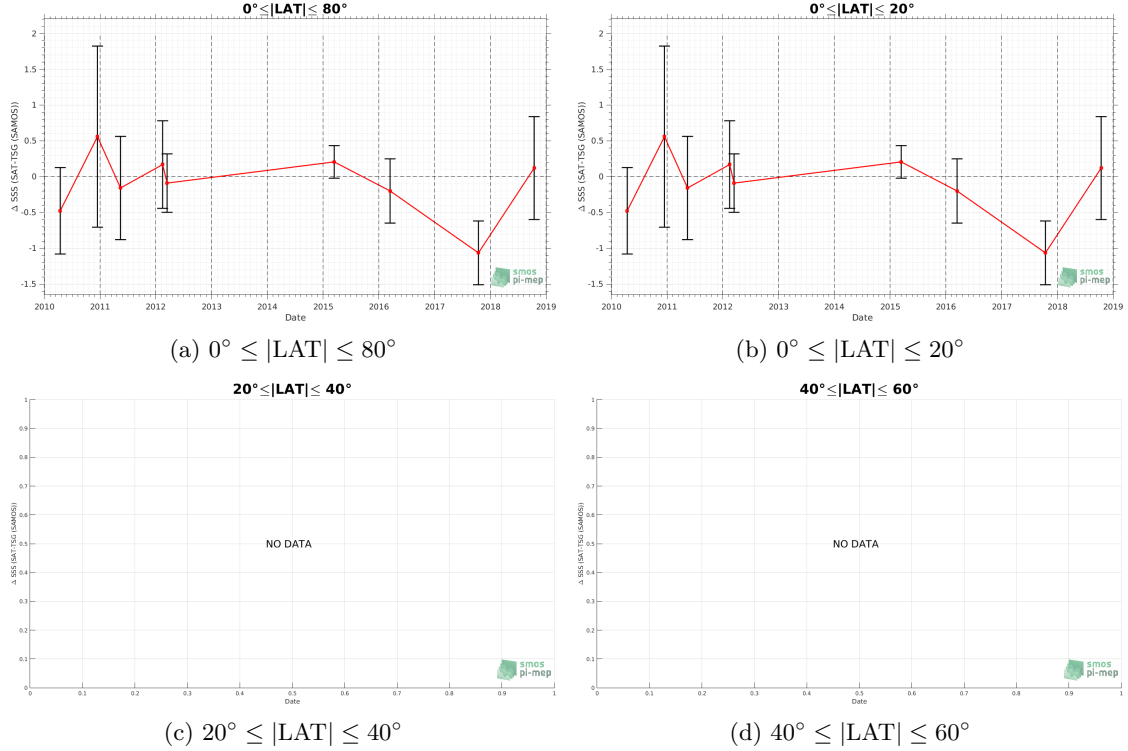 0°≤|LAT|≤ 80°
2
1.5
1
0.5
0
-0.5
-1
-1.5
Δ SSS (SAT-TSG (SAMOS))
2010 2011 2012 2013 2014 2015 2016 2017 2018 2019
Date
smos
pi-mep
(a) 0° ≤ |LAT| ≤ 80°
0°≤|LAT|≤ 20°
2
1.5
1
0.5
0
-0.5
-1
-1.5
Δ SSS (SAT-TSG (SAMOS))
2010 2011 2012 2013 2014 2015 2016 2017 2018 2019
Date
smos
pi-mep
(b) 0° ≤ |LAT| ≤ 20°
20°≤|LAT|≤ 40°
1
0.9
0.8
0.7
0.6
0.5
0.4
0.3
0.2
0.1
0
Δ SSS (SAT-TSG (SAMOS))
NO DATA
0 0.1 0.2 0.3 0.4 0.5 0.6 0.7 0.8 0.9 1
Date
smos
pi-mep
(c) 20° ≤ |LAT| ≤ 40°
40°≤|LAT|≤ 60°
1
0.9
0.8
0.7
0.6
0.5
0.4
0.3
0.2
0.1
0
Δ SSS (SAT-TSG (SAMOS))
NO DATA
0 0.1 0.2 0.3 0.4 0.5 0.6 0.7 0.8 0.9 1
Date
smos
pi-mep
(d) 40° ≤ |LAT| ≤ 60°